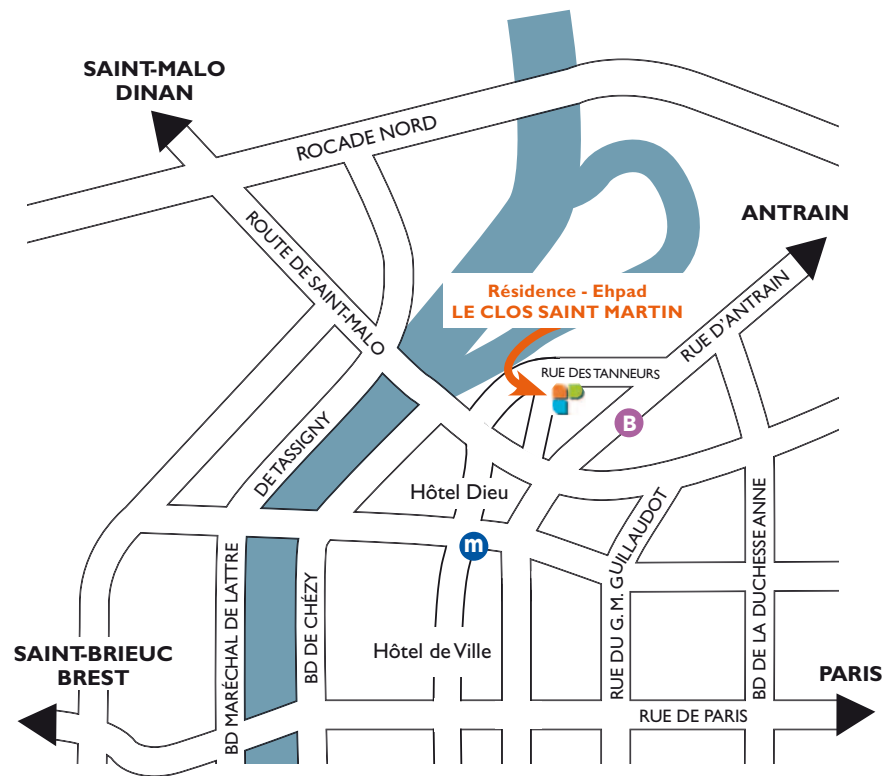 SAINT-MALO
DINAN
ROCADE NORD
ANTRAIN
ROUTE DE SAINT-MALO
Résidence - Ehpad
LE CLOS SAINT MARTIN
RUE D'ANTRAIN
RUE DES TANNEURS
B
DE TASSIGNY
Hôtel Dieu
m
BD MARÉCHAL DE LATTRE
BD DE CHÉZY
RUE DU G. M. GUILLAUDOT
BD DE LA DUCHESSE ANNE
Hôtel de Ville
SAINT-BRIEUC
BREST
PARIS
RUE DE PARIS